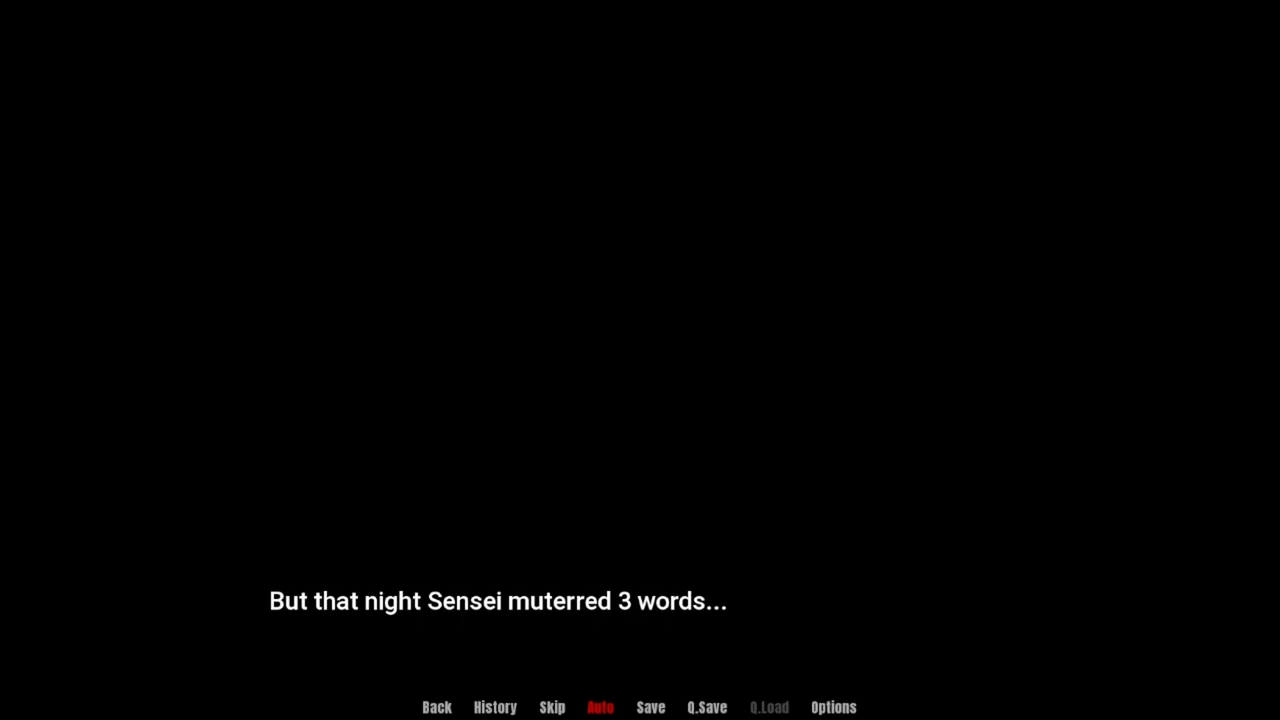 But that night Sensei muterred 3 words...
Back History Skip Auto Save Q.Save Q.Load Options